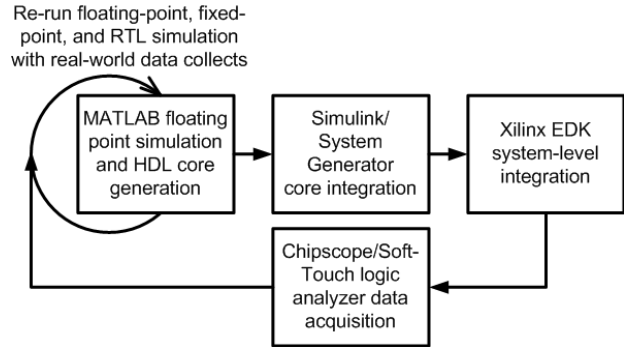 Re-run floating-point, fixed-
point, and RTL simulation
with real-world data collects
MATLAB floating
point simulation
and HDL core
generation
Simulink/
System
Generator
core integration
Xilinx EDK
system-level
integration
Chipscope/Soft-
Touch logic
analyzer data
acquisition